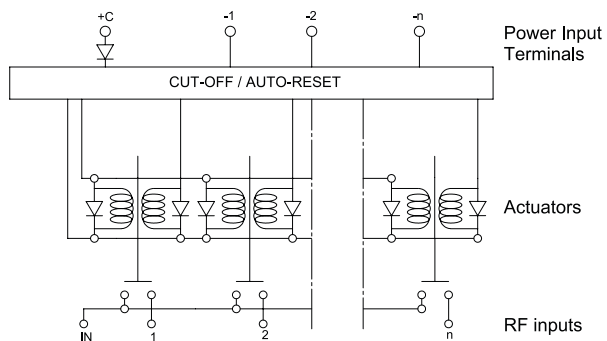 +C -1 -2 -n Power Input
Terminals
CUT-OFF / AUTO-RESET
Actuators
IN 1 2 n RF inputs